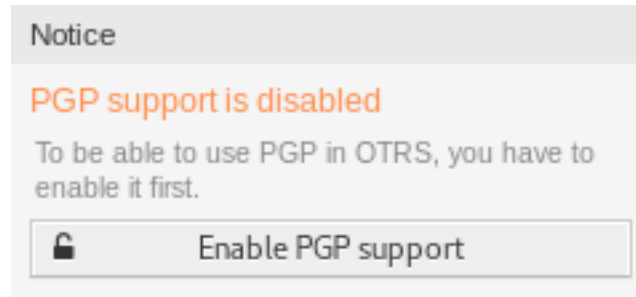 Notice
PGP support is disabled
To be able to use PGP in OTRS, you have to
enable it first.
Enable PGP support